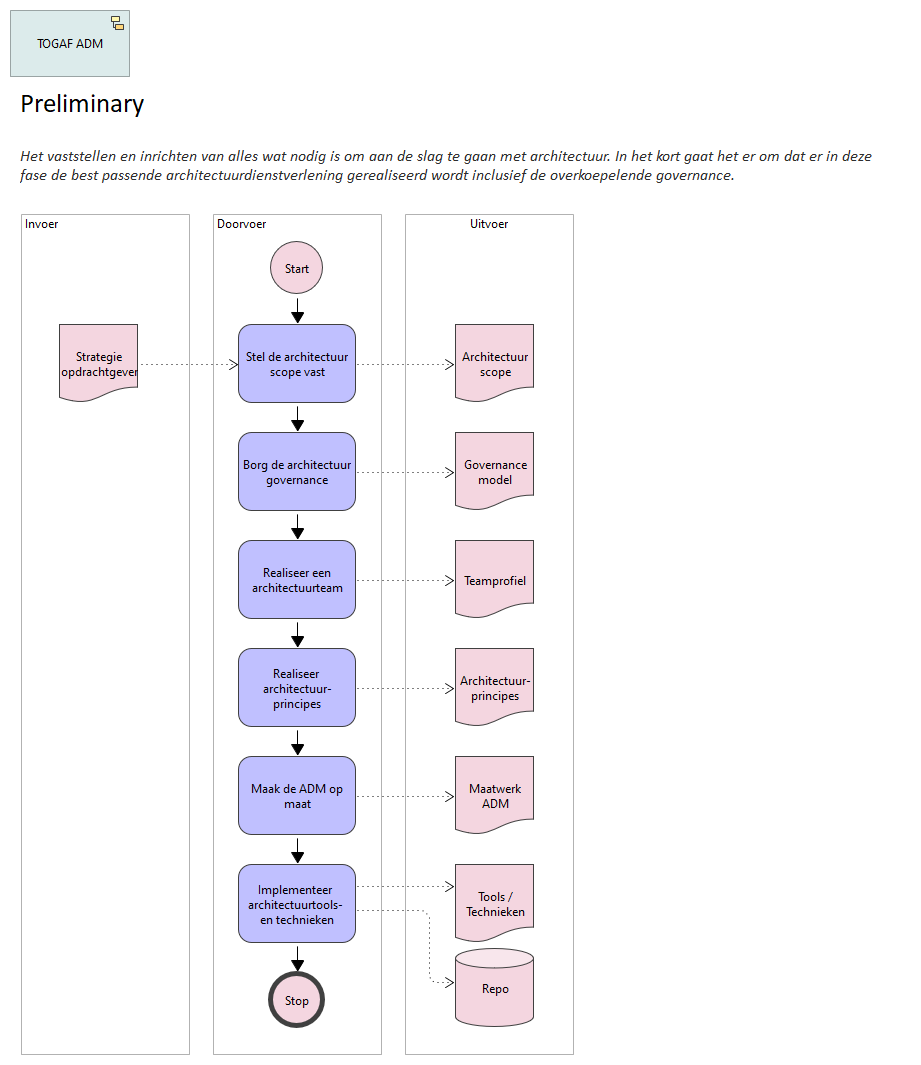 TOGAF ADM
Preliminary
Het vaststellen en inrichten van alles wat nodig is om aan de slag te gaan met architectuur. In het kort gaat het er om dat er in deze
fase de best passende architectuurdienstverlening gerealiseerd wordt inclusief de overkoepelende governance.
Invoer
Doorvoer
Uitvoer
Start
Strategie
opdrachtgever
Stel de architectuur
scope vast
Architectuur
scope
Borg de architectuur
governance
Governance
model
Realiseer een
architectuurteam
Teamprofiel
Realiseer
architectuur-
principes
Architectuur-
principes
Maak de ADM op
maat
Maatwerk
ADM
Implementeer
architectuurtools-
en technieken
Tools /
Technieken
Repo
Stop